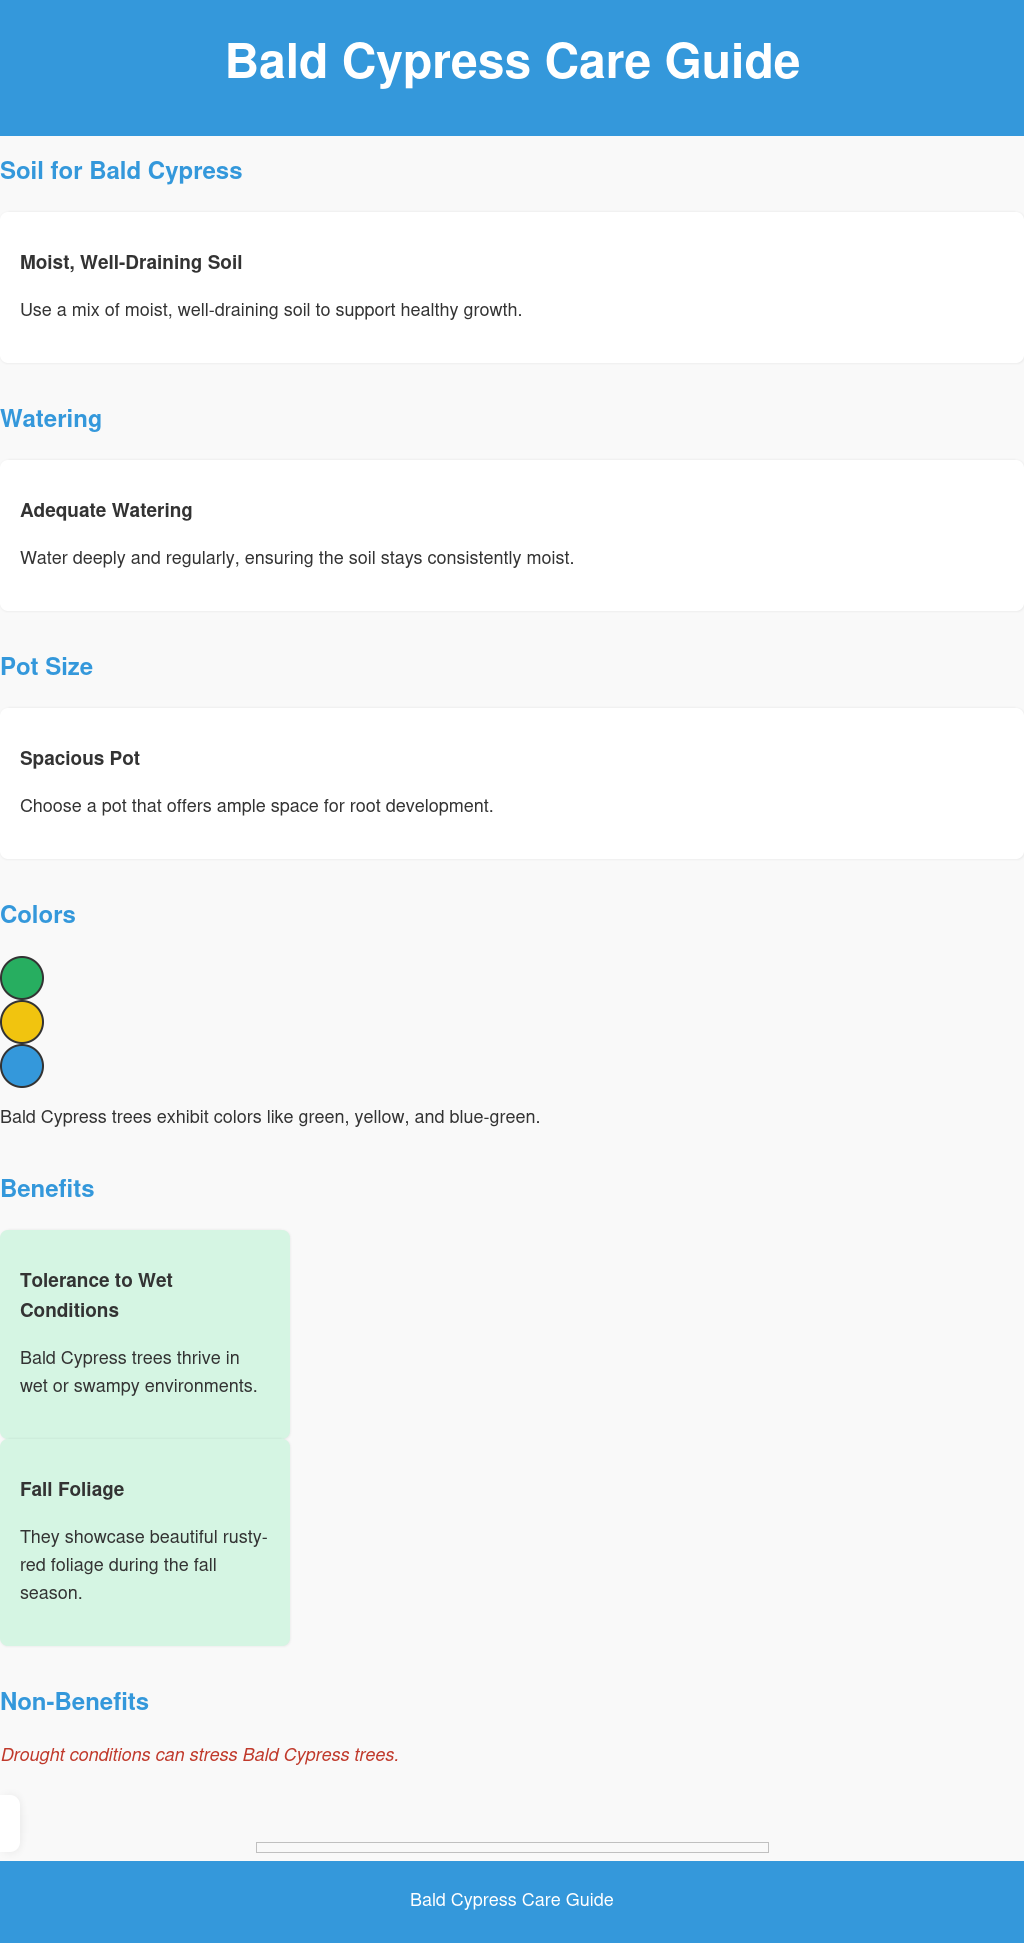 Bald Cypress Care Guide
Soil for Bald Cypress
Moist, Well-Draining Soil
Use a mix of moist, well-draining soil to support healthy growth.
Watering
Adequate Watering
Water deeply and regularly, ensuring the soil stays consistently moist.
Pot Size
Spacious Pot
Choose a pot that offers ample space for root development.
Colors
Bald Cypress trees exhibit colors like green, yellow, and blue-green.
Benefits
Tolerance to Wet
Conditions
Bald Cypress trees thrive in
wet or swampy environments.
Fall Foliage
They showcase beautiful rusty-
red foliage during the fall
season.
Non-Benefits
Drought conditions can stress Bald Cypress trees.
Bald Cypress Care Guide